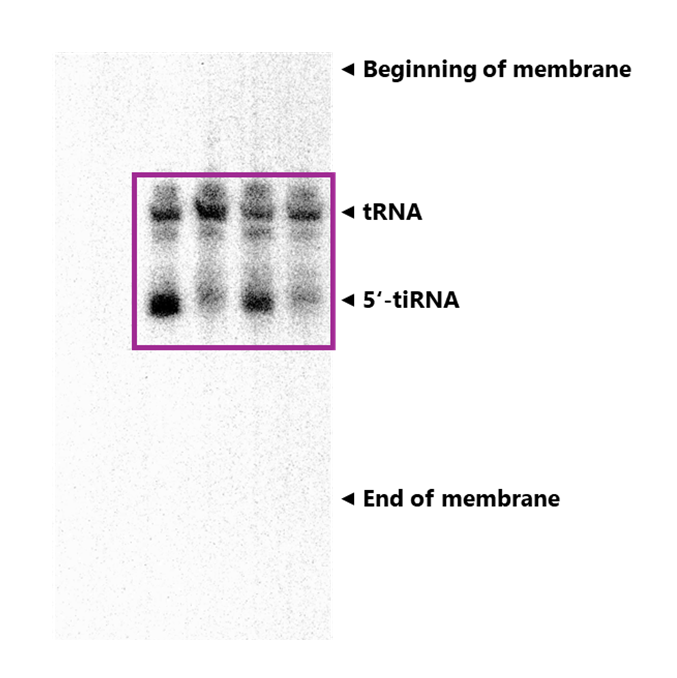 ◄ Beginning of membrane
◄ tRNA
◄ 5‘-tiRNA
◄ End of membrane